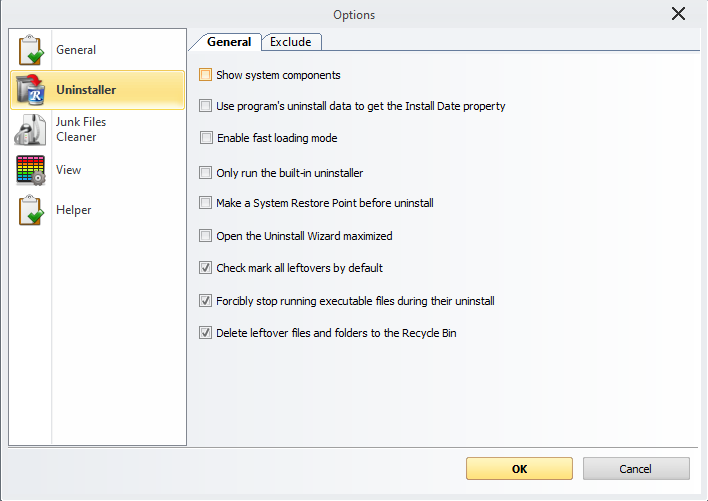 Options
General
Uninstaller
Junk Files
Cleaner
View
Helper
General
Exclude
Show system components
Use program's uninstall data to get the Install Date property
Enable fast loading mode
Only run the built-in uninstaller
Make a System Restore Point before uninstall
Open the Uninstall Wizard maximized
Check mark all leftovers by default
Forcibly stop running executable files during their uninstall
Delete leftover files and folders to the Recycle Bin
OK
Cancel